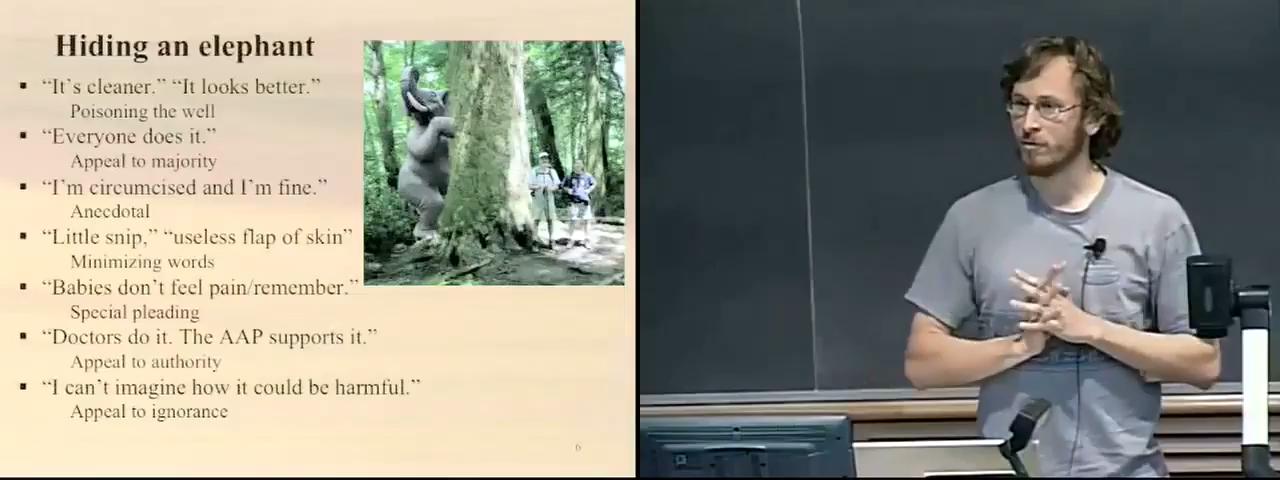 Hiding an elephant
▪ “It's cleaner.” “It looks better.”
Poisoning the well
▪ “Everyone does it.”
Appeal to majority
▪ “I'm circumcised and I'm fine.”
Anecdotal
▪ “Little snip,” “useless flap of skin”
Minimizing words
▪ “Babies don't feel pain/remember.”
Special pleading
▪ “Doctors do it. The AAP supports it.”
Appeal to authority
▪ “I can't imagine how it could be harmful.”
Appeal to ignorance
6